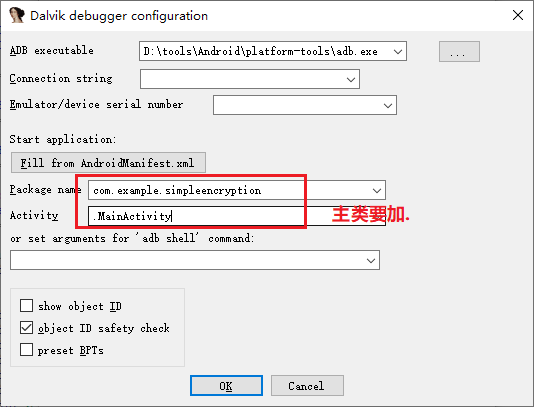 Dalvik debugger configuration
ADB executable
D:\tools\Android\platform-tools\adb.exe
...
Connection string
Emulator/device serial number
Start application:
Fill from AndroidManifest.xml
Package name
com.example.simpleencryption
Activity
.MainActivity
主类要加.
or set arguments for 'adb shell' command:
show object ID
object ID safety check
preset BPTs
OK
Cancel